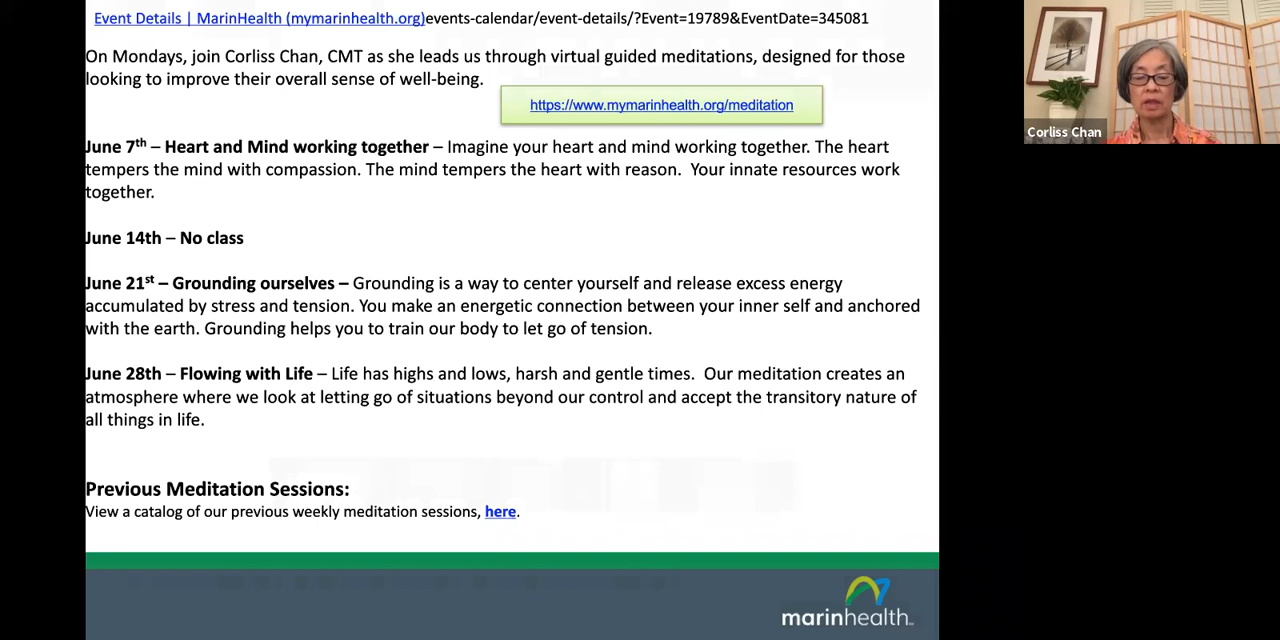 Event Details | MarinHealth (mymarinhealth.org)events-calendar/event-details/?Event=19789&EventDate=345081
On Mondays, join Corliss Chan, CMT as she leads us through virtual guided meditations, designed for those
looking to improve their overall sense of well-being.
https://www.mymarinhealth.org/meditation
June 7th – Heart and Mind working together – Imagine your heart and mind working together. The heart
tempers the mind with compassion. The mind tempers the heart with reason. Your innate resources work
together.
June 14th – No class
June 21st – Grounding ourselves – Grounding is a way to center yourself and release excess energy
accumulated by stress and tension. You make an energetic connection between your inner self and anchored
with the earth. Grounding helps you to train our body to let go of tension.
June 28th – Flowing with Life – Life has highs and lows, harsh and gentle times. Our meditation creates an
atmosphere where we look at letting go of situations beyond our control and accept the transitory nature of
all things in life.
Previous Meditation Sessions:
View a catalog of our previous weekly meditation sessions, here.
marinhealth
Corliss Chan